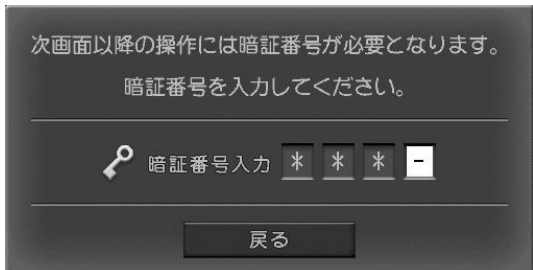 次画面以降の操作には暗証番号が必要となります。
暗証番号を入力してください。
暗証番号入力 * * * -
戻る